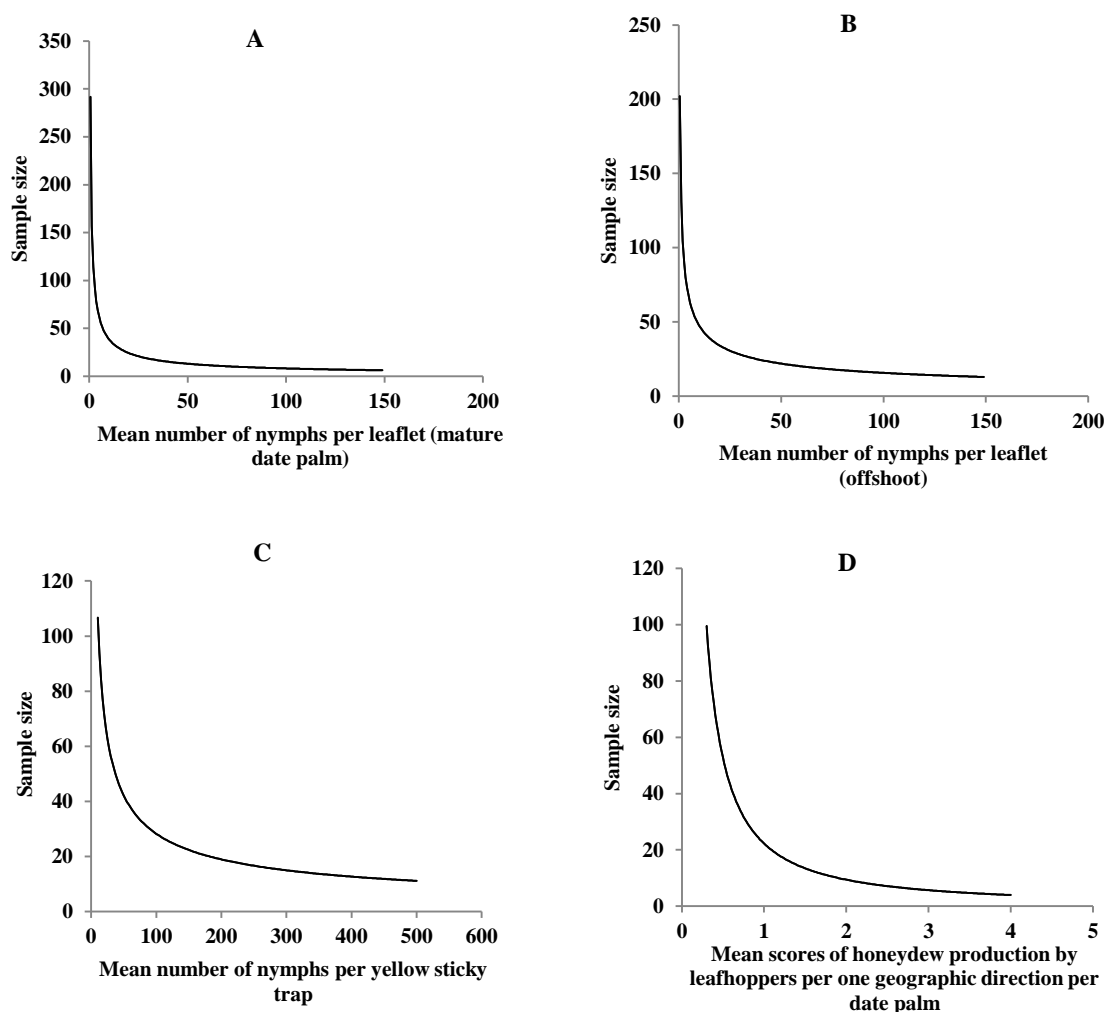 A
350
300
250
200
150
100
50
0
Sample size
0 50 100 150 200
Mean number of nymphs per leaflet (mature
date palm)
B
250
200
150
100
50
0
Sample size
0 50 100 150 200
Mean number of nymphs per leaflet
(offshoot)
C
120
100
80
60
40
20
0
Sample size
0 100 200 300 400 500 600
Mean number of nymphs per yellow sticky
trap
D
120
100
80
60
40
20
0
Sample size
0 1 2 3 4 5
Mean scores of honeydew production by
leafhoppers per one geographic direction per
date palm